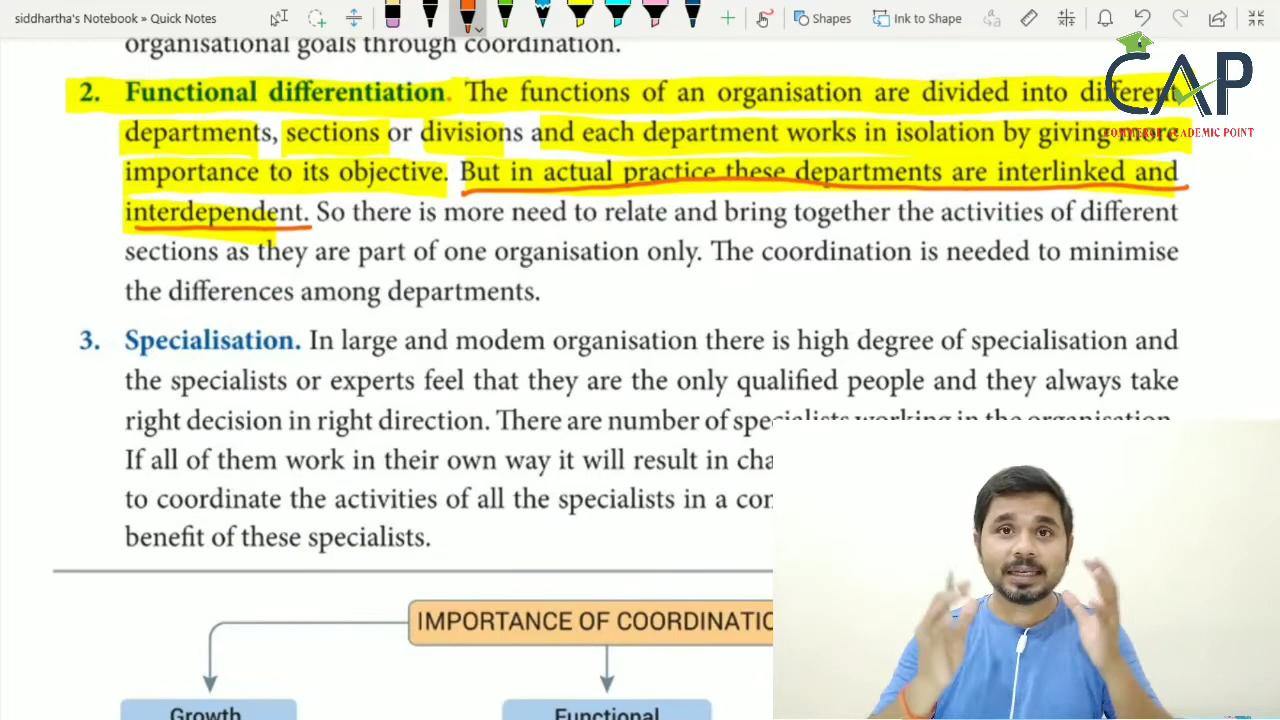 siddhartha's Notebook » Quick Notes
Shapes
Ink to Shape
organisational goals through coordination.
CAP
COMMERCE ACADEMIC POINT
2. Functional differentiation. The functions of an organisation are divided into different
departments, sections or divisions and each department works in isolation by giving more
importance to its objective. But in actual practice these departments are interlinked and
interdependent. So there is more need to relate and bring together the activities of different
sections as they are part of one organisation only. The coordination is needed to minimise
the differences among departments.
3. Specialisation. In large and modem organisation there is high degree of specialisation and
the specialists or experts feel that they are the only qualified people and they always take
right decision in right direction. There are number of specialists working in the organisation.
If all of them work in their own way it will result in
to coordinate the activities of all the specialists in a
benefit of these specialists.
IMPORTANCE OF
Growth
Functional